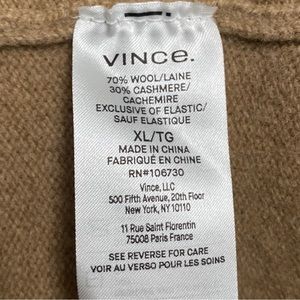 VINCE.
70% WOOL/LAINE
30% CASHMERE/
CACHEMIRE
EXCLUSIVE OF ELASTIC/
SAUF ELASTIQUE
XL/TG
MADE IN CHINA
FABRIQUÉ EN CHINE
RN#106730
Vince, LLC
500 Fifth Avenue, 20th Floor
New York, NY 10110
11 Rue Saint Florentin
75008 Paris France
SEE REVERSE FOR CARE
VOIR AU VERSO POUR LES SOINS